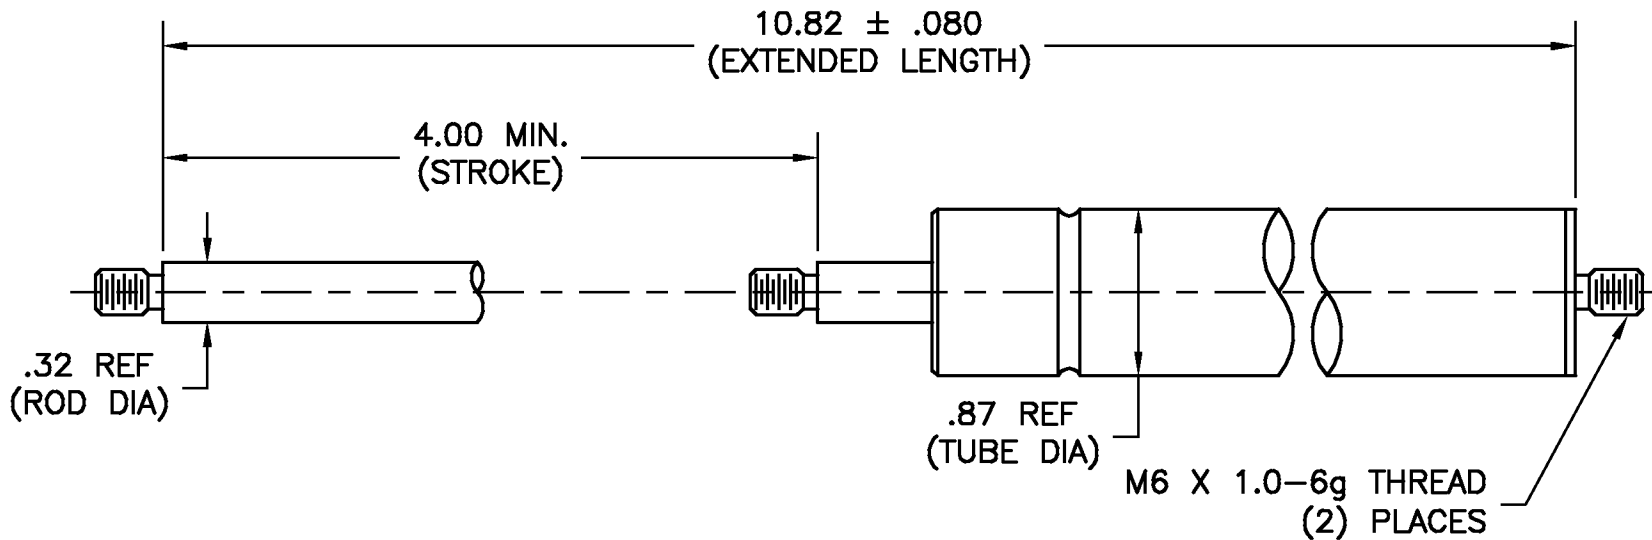 10.82 ± .080
(EXTENDED LENGTH)
4.00 MIN.
(STROKE)
.32 REF
(ROD DIA)
.87 REF
(TUBE DIA)
M6 X 1.0-6g THREAD
(2) PLACES